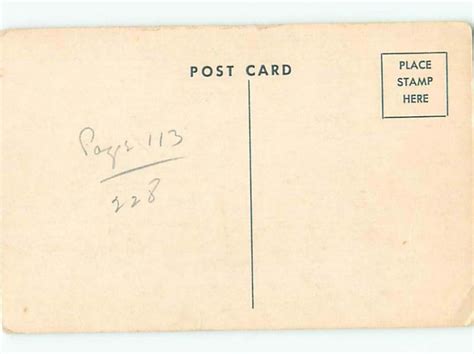 POST CARD
PLACE
STAMP
HERE
Page 113
228